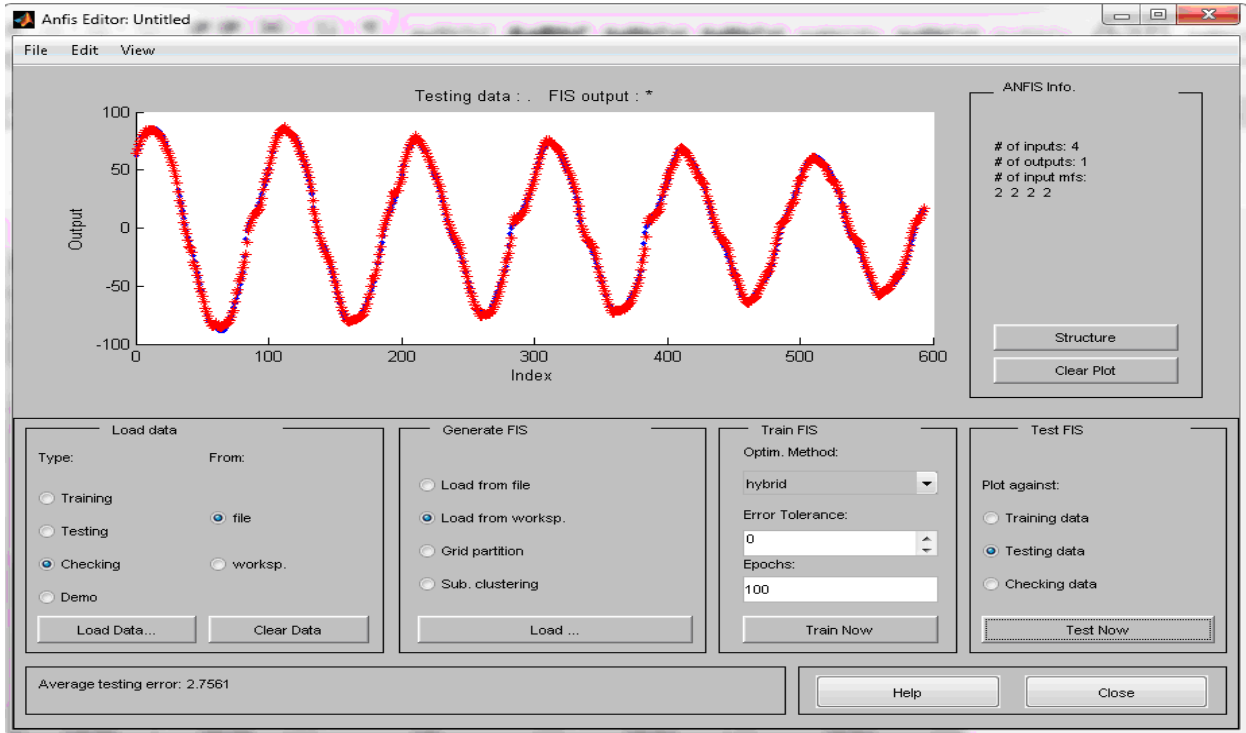 Anfis Editor: Untitled
File Edit View
Testing data : . FIS output : *
100
50
0
-50
-100
Output
0 100 200 300 400 500 600
Index
ANFIS Info.
# of inputs: 4
# of outputs: 1
# of input mfs:
2 2 2 2
Structure
Clear Plot
Load data
Type: From:
Training
Testing
Checking
Demo
file
worksp.
Load Data...
Clear Data
Generate FIS
Load from file
Load from worksp.
Grid partition
Sub. clustering
Load ...
Train FIS
Optim. Method:
hybrid
Error Tolerance:
0
Epochs:
100
Train Now
Test FIS
Plot against:
Training data
Testing data
Checking data
Test Now
Average testing error: 2.7561
Help
Close